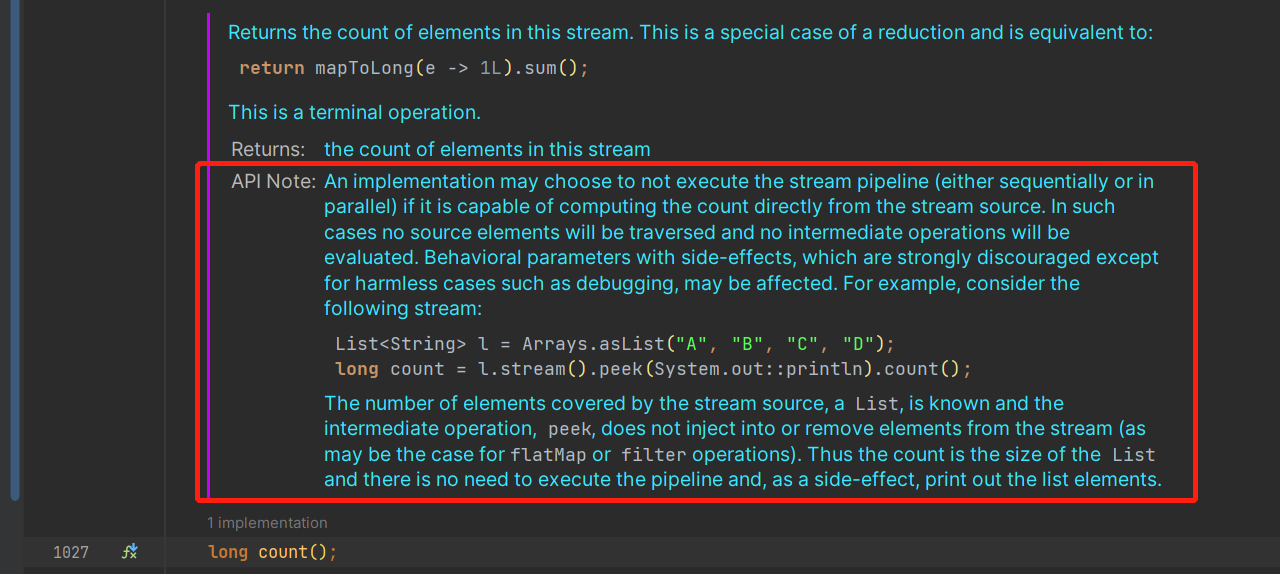 Returns the count of elements in this stream. This is a special case of a reduction and is equivalent to:
return mapToLong(e -> 1L).sum();
This is a terminal operation.
Returns: the count of elements in this stream
API Note: An implementation may choose to not execute the stream pipeline (either sequentially or in
parallel) if it is capable of computing the count directly from the stream source. In such
cases no source elements will be traversed and no intermediate operations will be
evaluated. Behavioral parameters with side-effects, which are strongly discouraged except
for harmless cases such as debugging, may be affected. For example, consider the
following stream:
List<String> l = Arrays.asList("A", "B", "C", "D");
long count = l.stream().peek(System.out::println).count();
The number of elements covered by the stream source, a List, is known and the
intermediate operation, peek, does not inject into or remove elements from the stream (as
may be the case for flatMap or filter operations). Thus the count is the size of the List
and there is no need to execute the pipeline and, as a side-effect, print out the list elements.
1 implementation
1027 long count();